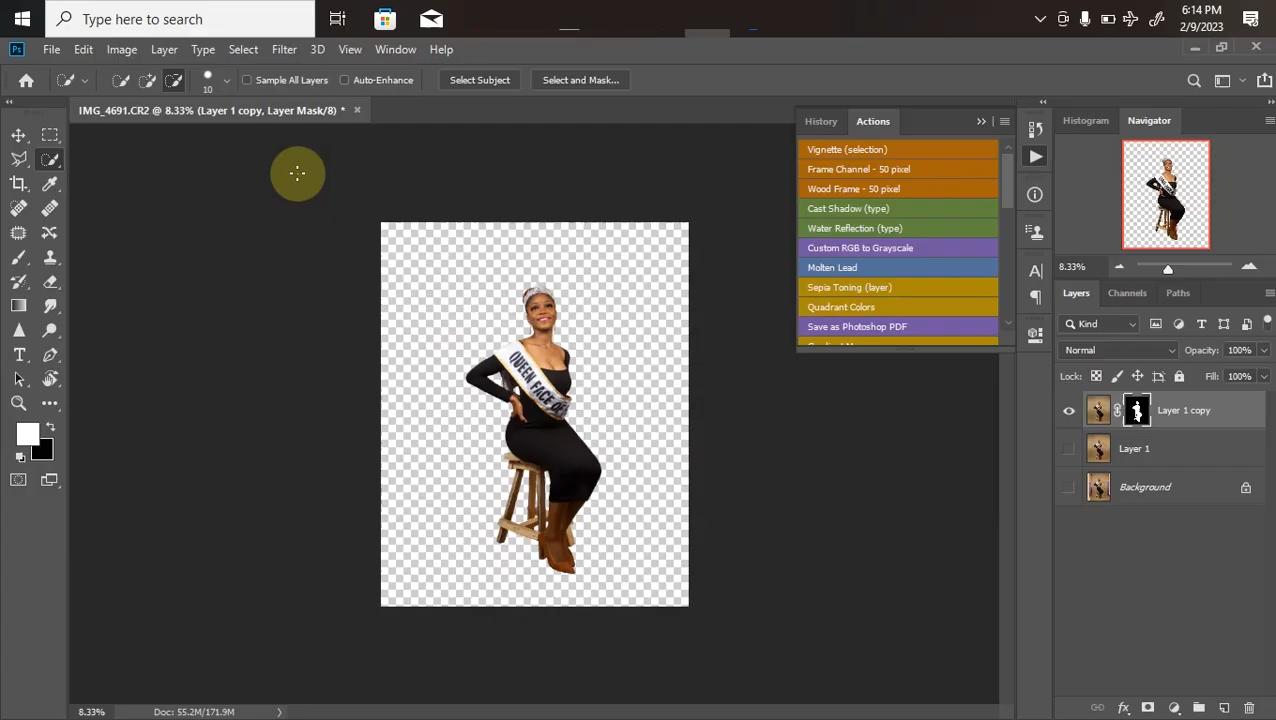 Type here to search
6:14 PM
2/9/2023
Ps
File Edit Image Layer Select Type Filter 3D View Window Help
10
Sample All Layers
Auto-Enhance
Select Subject
Select and Mask...
IMG_4691.CR2 @ 8.33% (Layer 1 copy, Layer Mask/8) *
History
Actions
Vignette (selection)
Frame Channel - 50 pixel
Wood Frame - 50 pixel
Cast Shadow (type)
Water Reflection (type)
Custom RGB to Grayscale
Molten Lead
Sepia Toning (layer)
Quadrant Colors
Save as Photoshop PDF
Histogram
Navigator
8.33%
Layers
Channels
Paths
Kind
Normal
Opacity: 100%
Lock:
Fill: 100%
Layer 1 copy
Layer 1
Background
QUEEN FACE OF
8.33%
Doc: 55.2M/171.9M